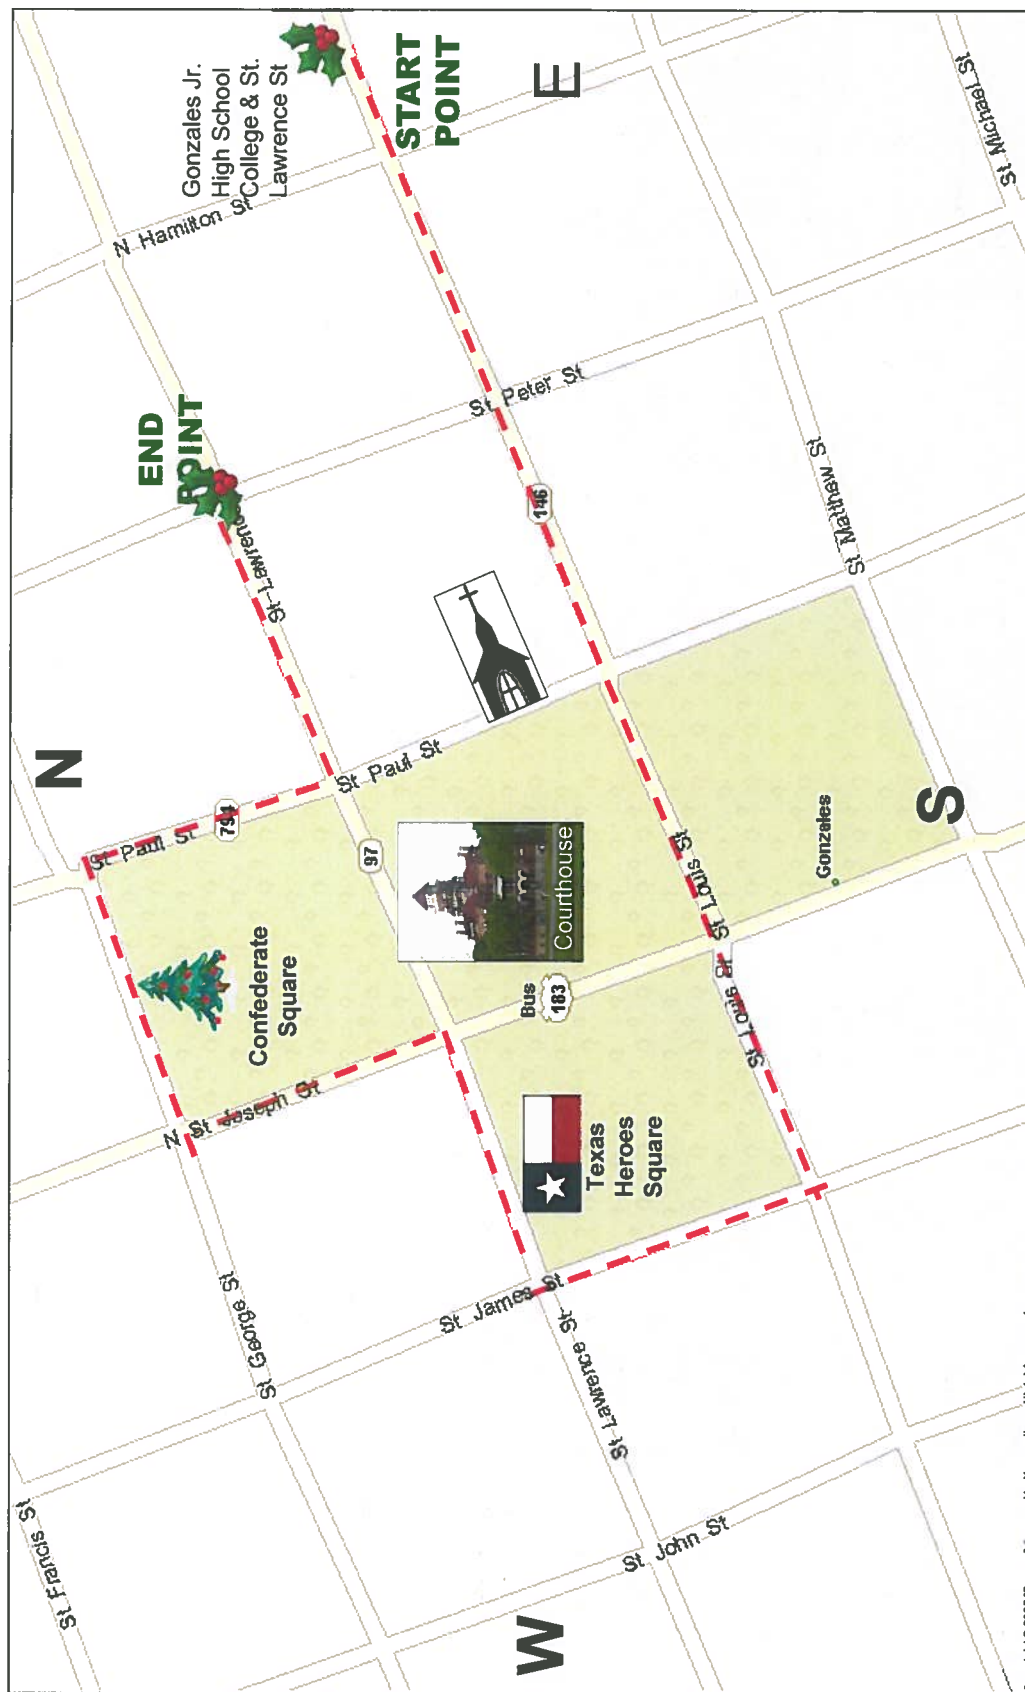 N
Gonzales Jr.
High School
College & St.
Lawrence St
START
POINT
E
N Hamilton St
END
POINT
St Lawrenc
St Peter St
146
St Matthew St
St Michael St
St Paul St
794
St Paul St
97
Courthouse
Confederate
Square
Bus
183
St Louis St
St Louis St
Gonzales
S
N St Joseph St
Texas
Heroes
Square
St George St
St James St
St Lawrence St
St Francis St
St John St
W